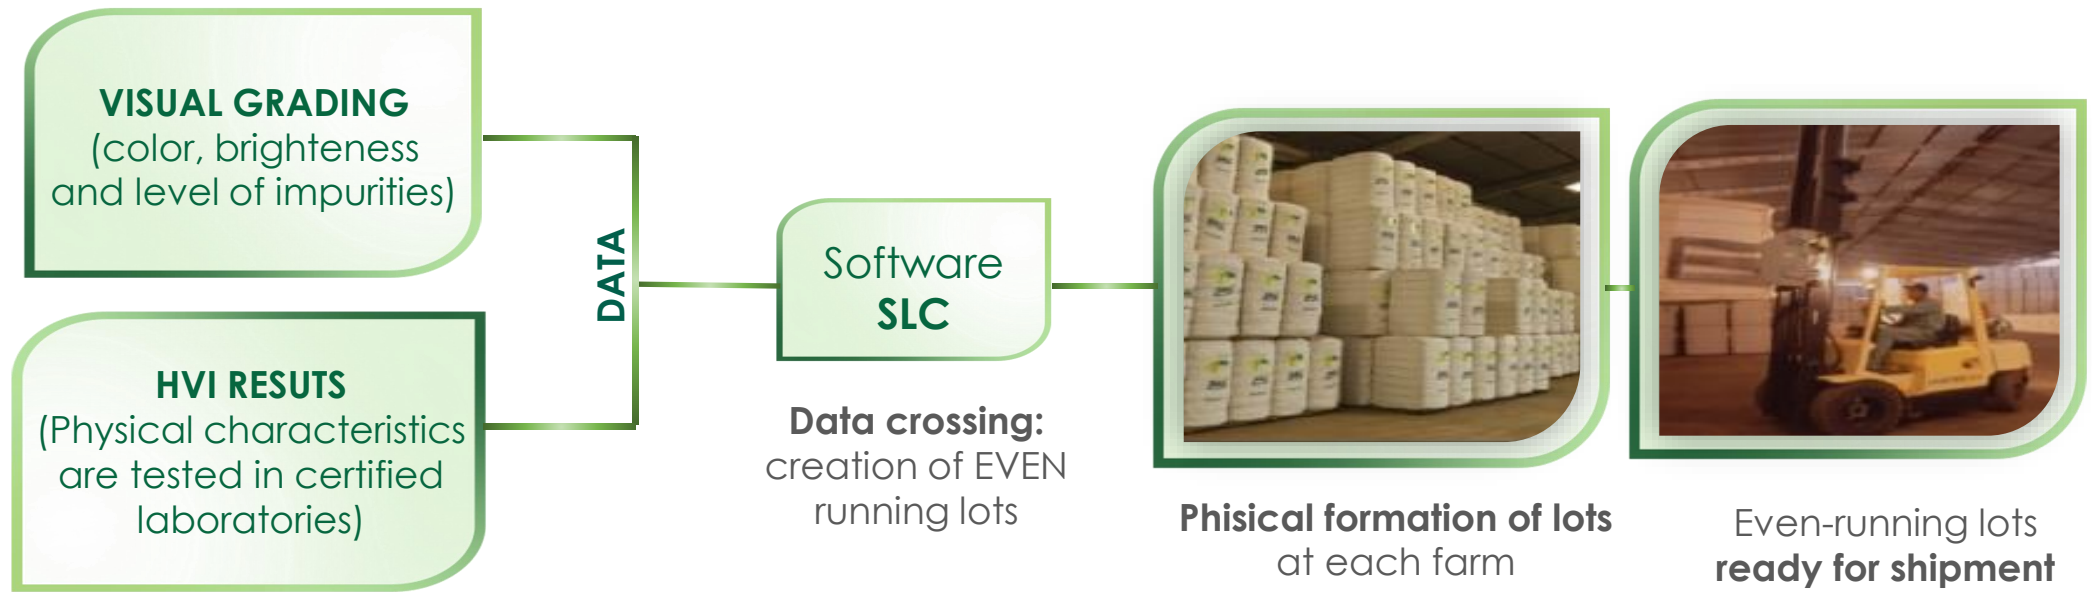 VISUAL GRADING
(color, brighteness
and level of impurities)
HVI RESUTS
(Physical characteristics
are tested in certified
laboratories)
DATA
Software
SLC
Data crossing:
creation of EVEN
running lots
Phisical formation of lots
at each farm
Even-running lots
ready for shipment